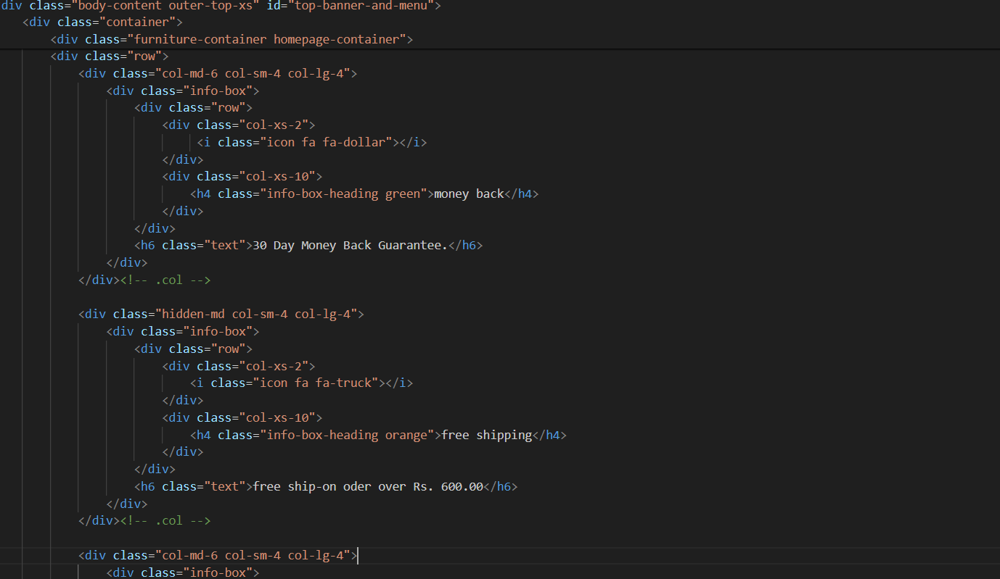 div class="body-content outer-top-xs" id="top-banner-and-menu">
<div class="container">
<div class="furniture-container homepage-container">
<div class="row">
<div class="col-md-6 col-sm-4 col-lg-4">
<div class="info-box">
<div class="row">
<div class="col-xs-2">
<i class="icon fa fa-dollar"></i>
</div>
<div class="col-xs-10">
<h4 class="info-box-heading green">money back</h4>
</div>
</div>
<h6 class="text">30 Day Money Back Guarantee.</h6>
</div>
</div><!-- .col -->
<div class="hidden-md col-sm-4 col-lg-4">
<div class="info-box">
<div class="row">
<div class="col-xs-2">
<i class="icon fa fa-truck"></i>
</div>
<div class="col-xs-10">
<h4 class="info-box-heading orange">free shipping</h4>
</div>
</div>
<h6 class="text">free ship-on oder over Rs. 600.00</h6>
</div>
</div><!-- .col -->
<div class="col-md-6 col-sm-4 col-lg-4">
<div class="info-box">